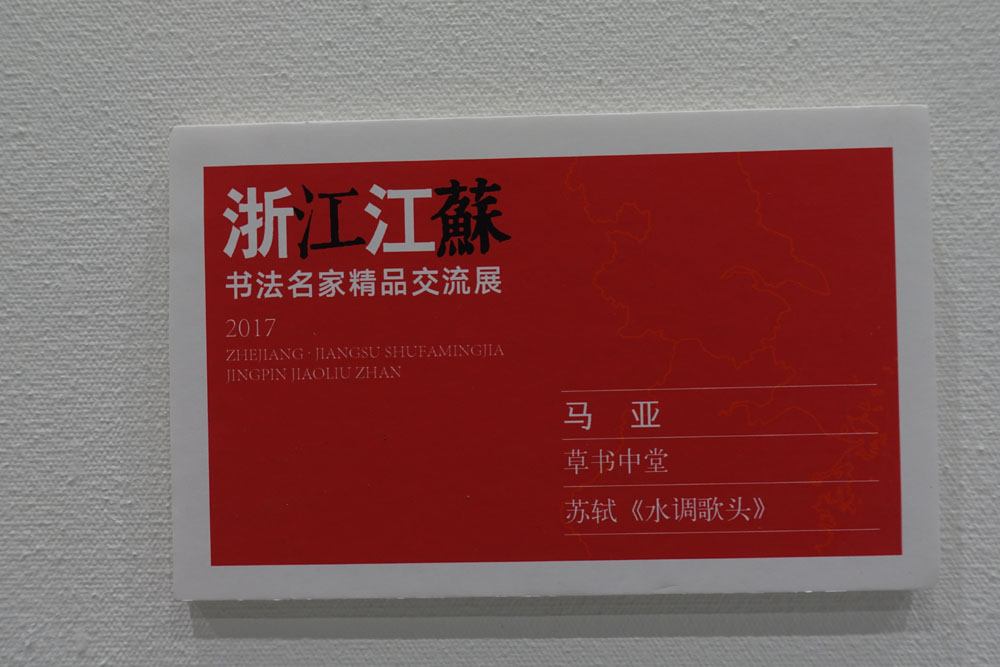 浙江江蘇
书法名家精品交流展
2017
ZHEJIANG · JIANGSU SHUFAMINGJIA
JINGPIN JIAOLIU ZHAN
马 亚
草书中堂
苏轼《水调歌头》